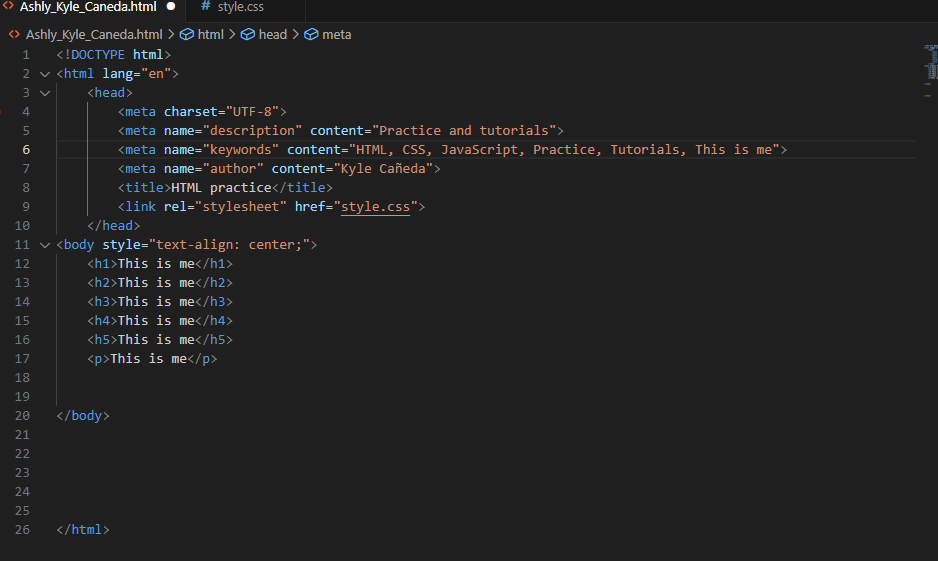 Ashly_Kyle_Caneda.html ● # style.css
Ashly_Kyle_Caneda.html > html > head > meta
1 <!DOCTYPE html>
2 <html lang="en">
3 <head>
4 <meta charset="UTF-8">
5 <meta name="description" content="Practice and tutorials">
6 <meta name="keywords" content="HTML, CSS, JavaScript, Practice, Tutorials, This is me">
7 <meta name="author" content="Kyle Cañeda">
8 <title>HTML practice</title>
9 <link rel="stylesheet" href="style.css">
10 </head>
11 <body style="text-align: center;">
12 <h1>This is me</h1>
13 <h2>This is me</h2>
14 <h3>This is me</h3>
15 <h4>This is me</h4>
16 <h5>This is me</h5>
17 <p>This is me</p>
18
19
20 </body>
21
22
23
24
25
26 </html>